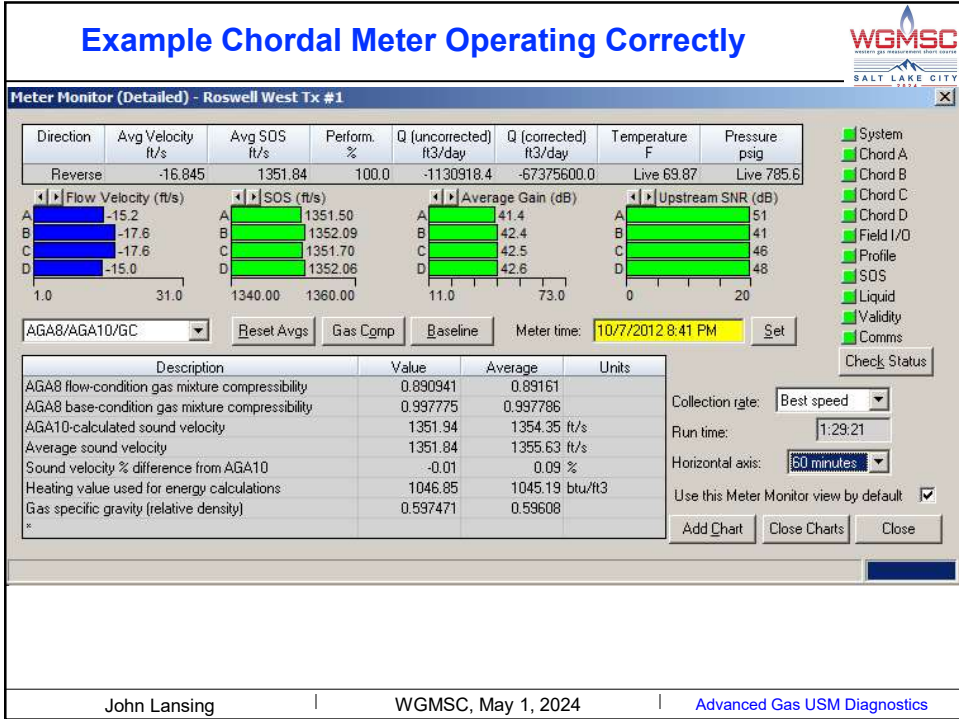 Example Chordal Meter Operating Correctly
WGMSC
western gas measurement short course
SALT LAKE CITY
2024
Meter Monitor (Detailed) - Roswell West Tx #1
Direction Avg Velocity ft/s Avg SOS ft/s Perform. % Q (uncorrected) ft3/day Q (corrected) ft3/day Temperature F Pressure psig
Reverse -16.845 1351.84 100.0 -1130918.4 -67375600.0 Live 69.87 Live 785.6
Flow Velocity (ft/s)
A -15.2
B -17.6
C -17.6
D -15.0
1.0 31.0
SOS (ft/s)
A 1351.50
B 1352.09
C 1351.70
D 1352.06
1340.00 1360.00
Average Gain (dB)
A 41.4
B 42.4
C 42.5
D 42.6
11.0 73.0
Upstream SNR (dB)
A 51
B 41
C 46
D 48
0 20
System
Chord A
Chord B
Chord C
Chord D
Field I/O
Profile
SOS
Liquid
Validity
Comms
Check Status
AGA8/AGA10/GC Reset Avgs Gas Comp Baseline Meter time: 10/7/2012 8:41 PM Set
Description Value Average Units
AGA8 flow-condition gas mixture compressibility 0.890941 0.89161
AGA8 base-condition gas mixture compressibility 0.997775 0.997786
AGA10-calculated sound velocity 1351.94 1354.35 ft/s
Average sound velocity 1351.84 1355.63 ft/s
Sound velocity % difference from AGA10 -0.01 0.09 %
Heating value used for energy calculations 1046.85 1045.19 btu/ft3
Gas specific gravity (relative density) 0.597471 0.59608
*
Collection rate: Best speed
Run time: 1:29:21
Horizontal axis: 60 minutes
Use this Meter Monitor view by default
Add Chart Close Charts Close
John Lansing | WGMSC, May 1, 2024 | Advanced Gas USM Diagnostics